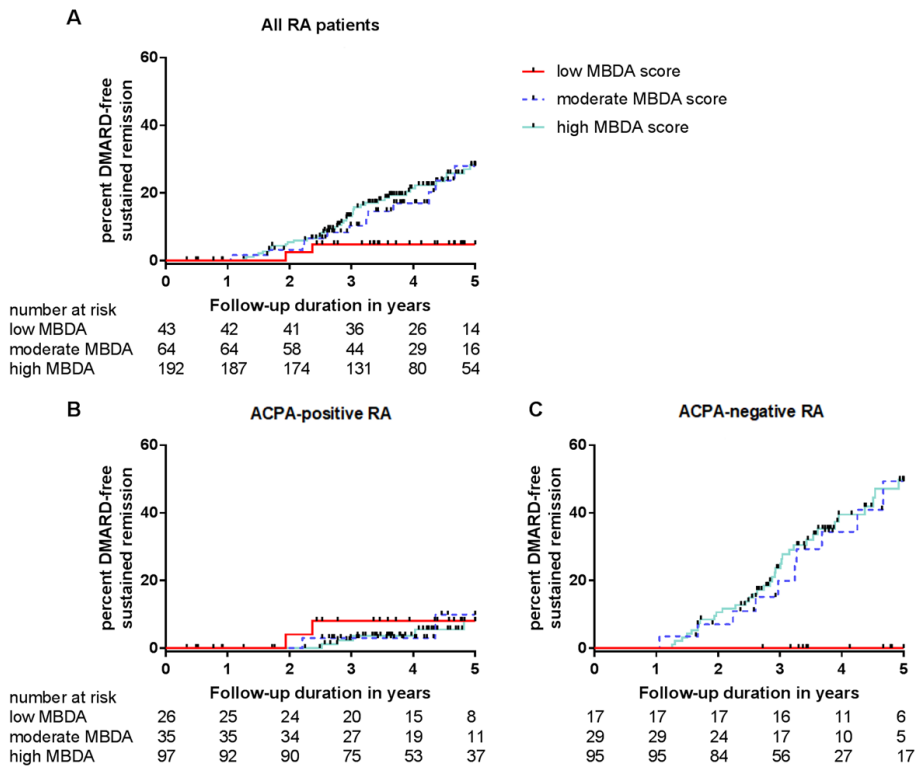 A
All RA patients
percent DMARD-free
sustained remission
60
40
20
0
0 1 2 3 4 5
Follow-up duration in years
low MBDA score
moderate MBDA score
high MBDA score
number at risk
low MBDA 43 42 41 36 26 14
moderate MBDA 64 64 58 44 29 16
high MBDA 192 187 174 131 80 54
B
ACPA-positive RA
percent DMARD-free
sustained remission
60
40
20
0
0 1 2 3 4 5
Follow-up duration in years
number at risk
low MBDA 26 25 24 20 15 8
moderate MBDA 35 35 34 27 19 11
high MBDA 97 92 90 75 53 37
C
ACPA-negative RA
percent DMARD-free
sustained remission
60
40
20
0
0 1 2 3 4 5
Follow-up duration in years
17 17 17 16 11 6
29 29 24 17 10 5
95 95 84 56 27 17